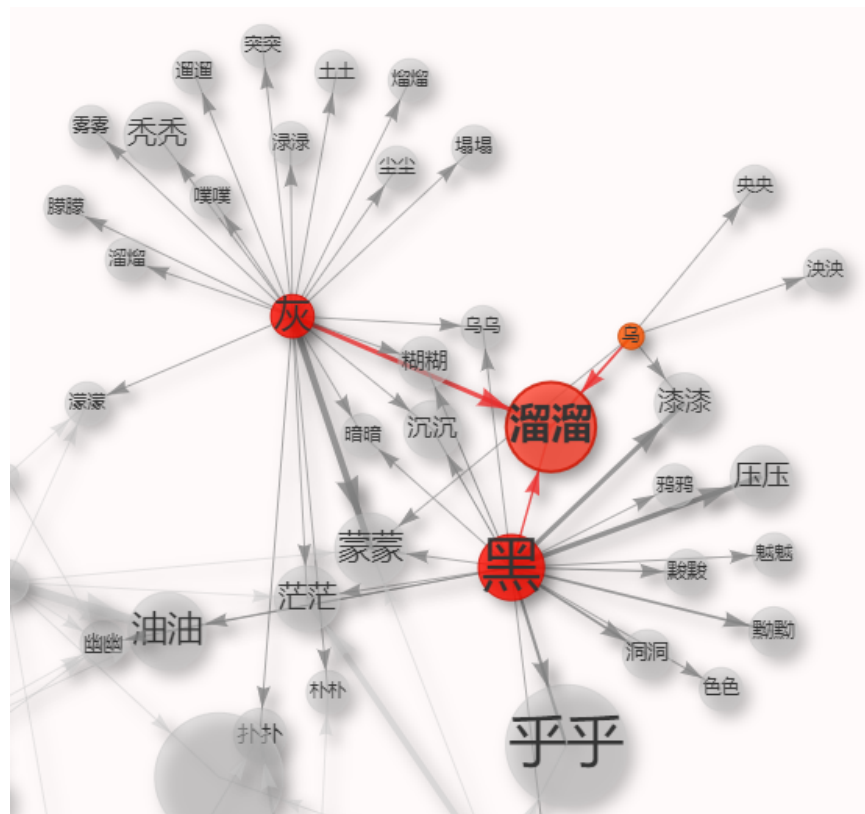 突突
遛遛
土土
熘熘
雾雾
秃秃
渌渌
塌塌
尘尘
噗噗
朦朦
央央
溜熘
泱泱
灰
乌乌
乌
糊糊
濛濛
漆漆
溜溜
沉沉
暗暗
压压
鸦鸦
蒙蒙
魆魆
黑
黢黢
茫茫
油油
黝黝
幽幽
洞洞
色色
朴朴
扑扑
乎乎